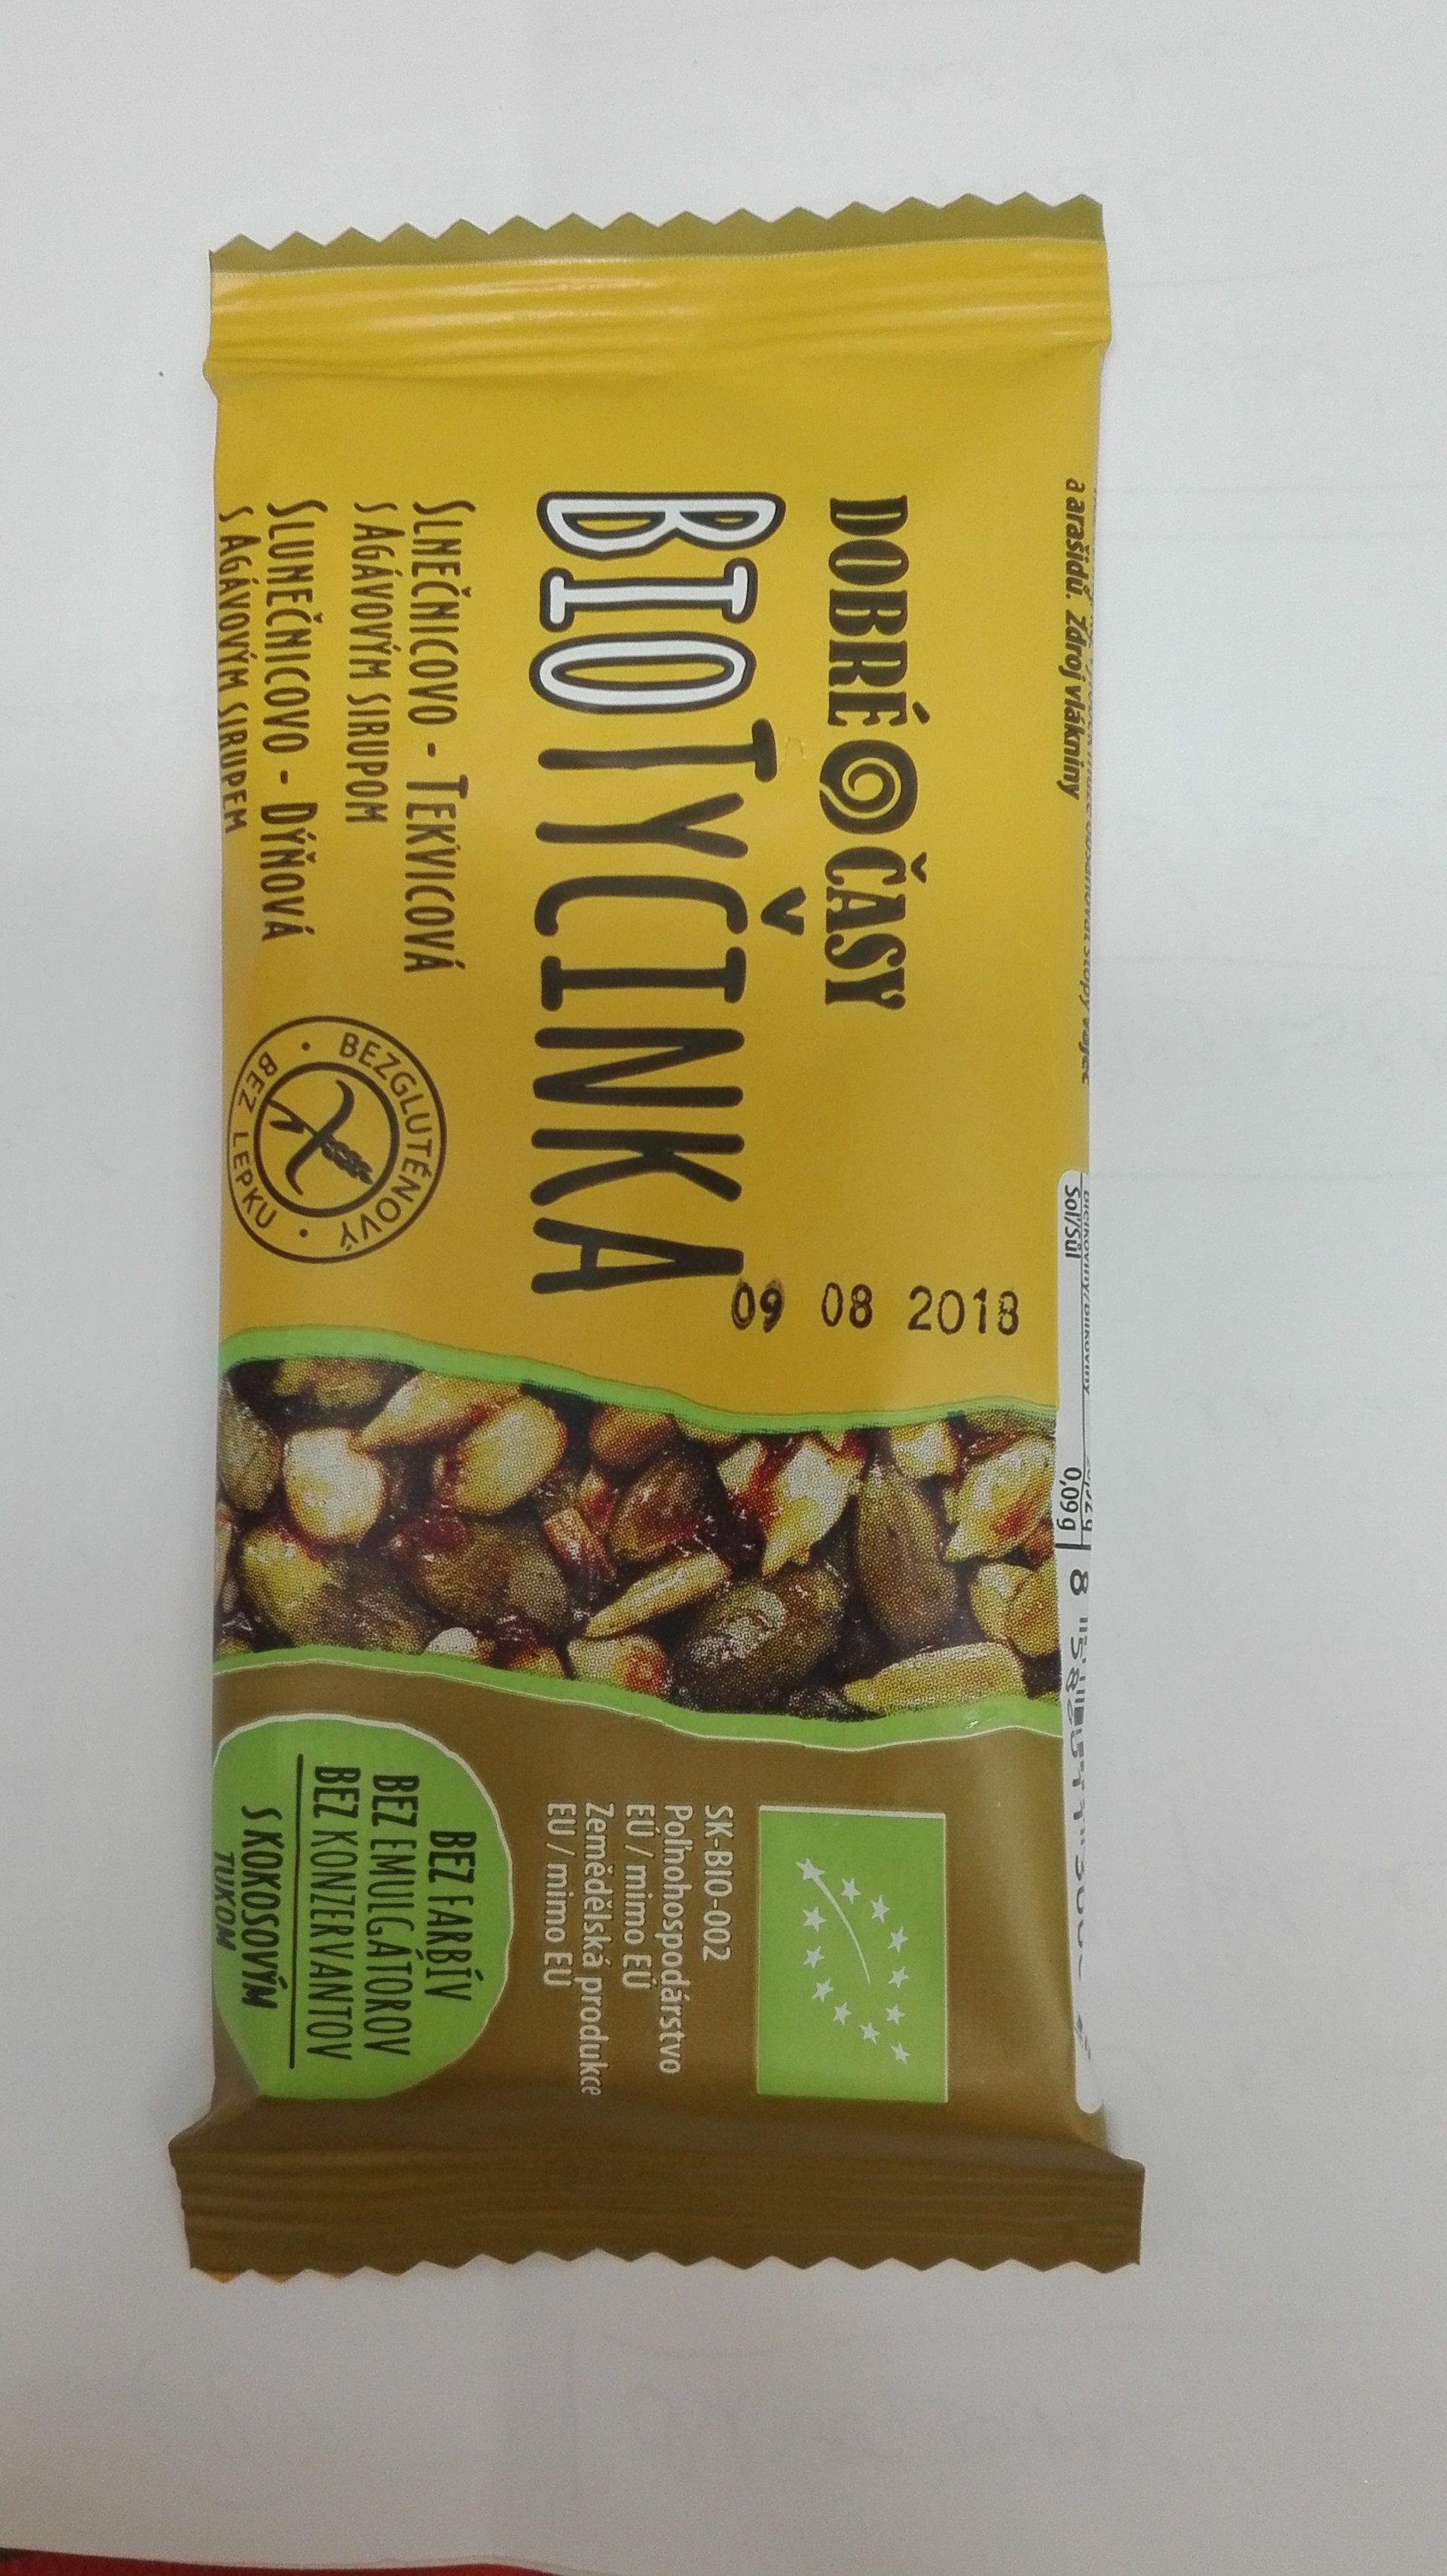 a arašídů. Zdroj vlákniny
DOBRÉ ČASY
BIO TYČINKA
SLNEČNICOVO - TEKVICOVÁ
S AGÁVOVÝM SIRUPOM
SLUNEČNICOVO - DÝŇOVÁ
S AGÁVOVÝM SIRUPEM
BEZGLUTÉNOVÝ
BEZ LEPKU
09 08 2018
Soľ/Sůl 0,09 g
SK-BIO-002
Poľnohospodárstvo
EÚ / mimo EÚ
Zemědělská produkce
EU / mimo EU
BEZ FARBÍV
BEZ EMULGÁTOROV
BEZ KONZERVANTOV
S KOKOSOVÝM
TUKOM